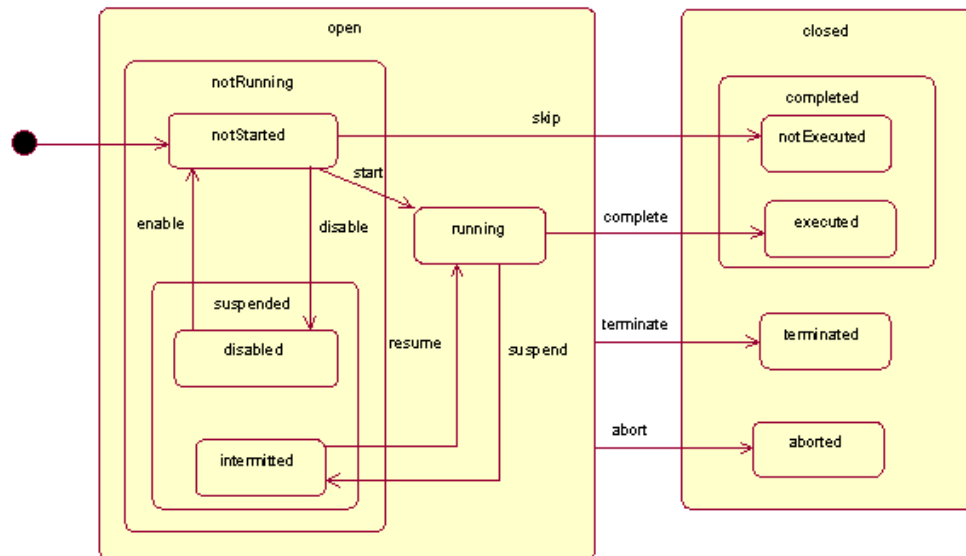 open
closed
notRunning
completed
notStarted
skip
notExecuted
start
enable
disable
running
complete
executed
suspended
disabled
resume
suspend
terminate
terminated
intermitted
abort
aborted